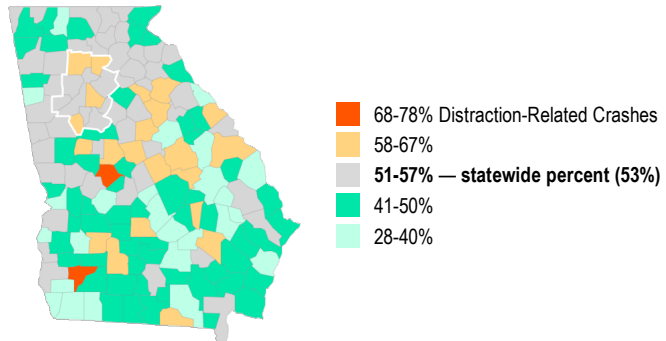 68-78% Distraction-Related Crashes
58-67%
51-57% — statewide percent (53%)
41-50%
28-40%